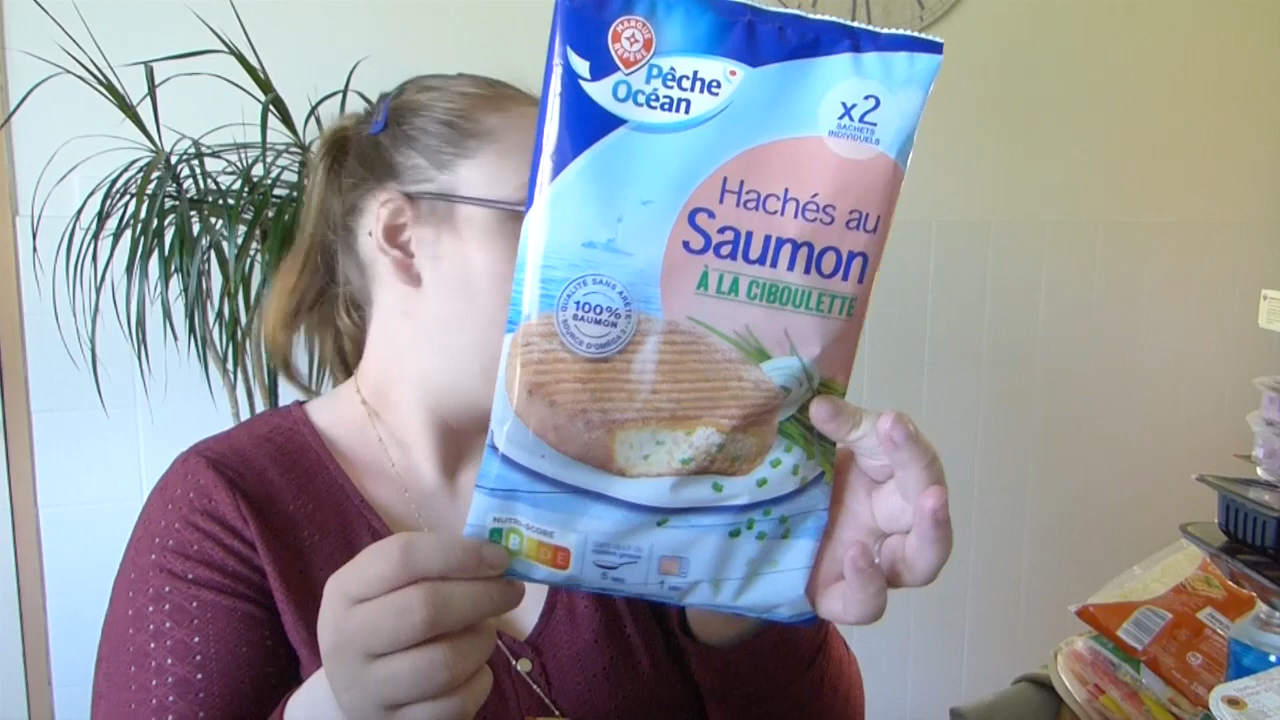 MARQUE REPÈRE
Pêche
Océan
x2
SACHETS
INDIVIDUELS
Hachés au
Saumon
À LA CIBOULETTE
QUALITÉ SANS ARÊTE
100%
SAUMON
SOURCE D'OMÉGA 3
NUTRI-SCORE
A B D E